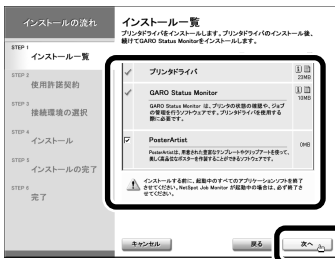 インストールの流れ
STEP 1
インストール一覧
STEP 2
使用許諾契約
STEP 3
接続環境の選択
STEP 4
インストール
STEP 5
インストールの完了
STEP 6
完了
インストール一覧
プリンタドライバをインストールします。プリンタドライバのインストール後、
続けてGARO Status Monitorをインストールします。
プリンタドライバ
23MB
GARO Status Monitor
10MB
GARO Status Monitor は、プリンタの状態の確認や、ジョブ
の管理を行うソフトウェアです。プリンタドライバを使用する
際に必要です。
PosterArtist
0MB
PosterArtistは、用意された豊富なテンプレートやクリップアートを使って、
美しく高品位なポスターを作製することができるソフトウェアです。
インストールする前に、起動中のすべてのアプリケーションソフトを終了
させてください。NetSpot Job Monitor が起動中の場合は、必ず終了さ
せてください。
キャンセル
戻る
次へ